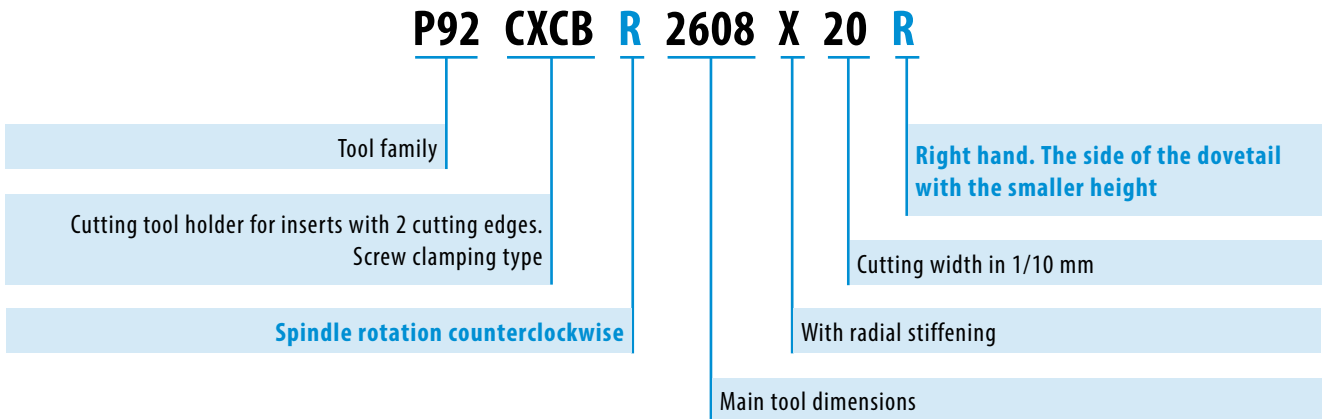 P92 CXCB R 2608 X 20 R
Tool family
Right hand. The side of the dovetail
with the smaller height
Cutting tool holder for inserts with 2 cutting edges.
Screw clamping type
Cutting width in 1/10 mm
Spindle rotation counterclockwise
With radial stiffening
Main tool dimensions